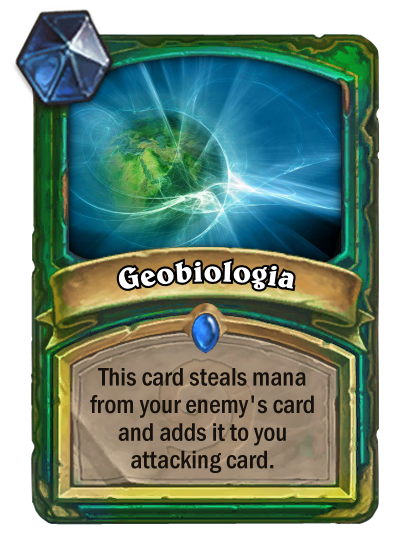 Geobiologia
This card steals mana
from your enemy's card
and adds it to you
attacking card.